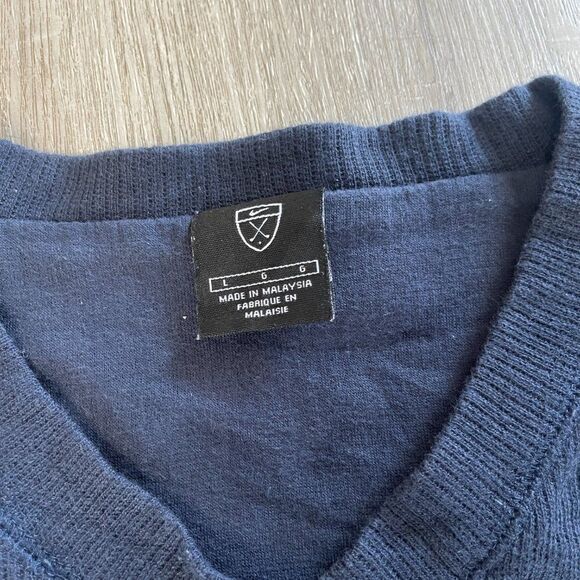 L G G
MADE IN MALAYSIA
FABRIQUE EN
MALAISIE